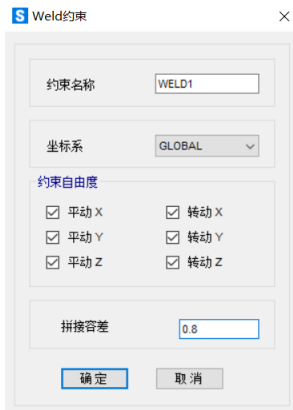 S Weld约束
约束名称 WELD1
坐标系 GLOBAL
约束自由度
平动 X 转动 X
平动 Y 转动 Y
平动 Z 转动 Z
拼接容差 0.8
确定 取消